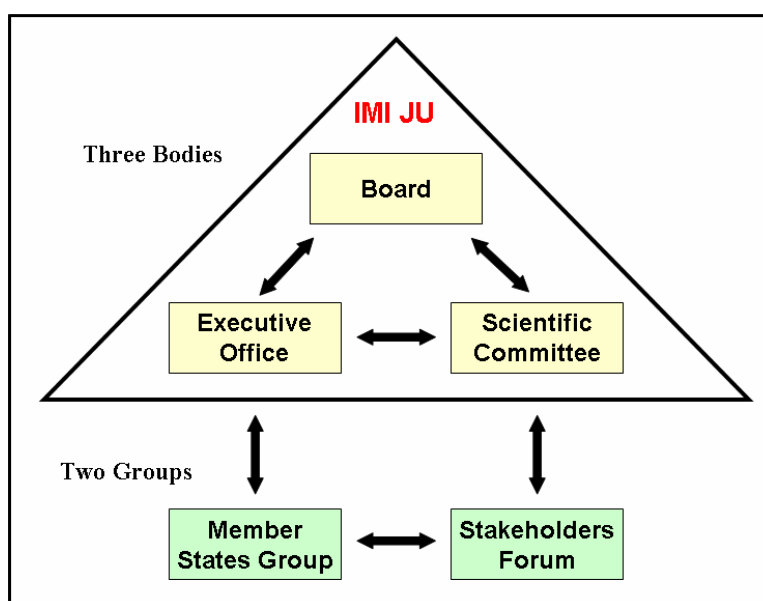 IMI JU
Three Bodies
Board
Executive
Office
Scientific
Committee
Two Groups
Member
States Group
Stakeholders
Forum